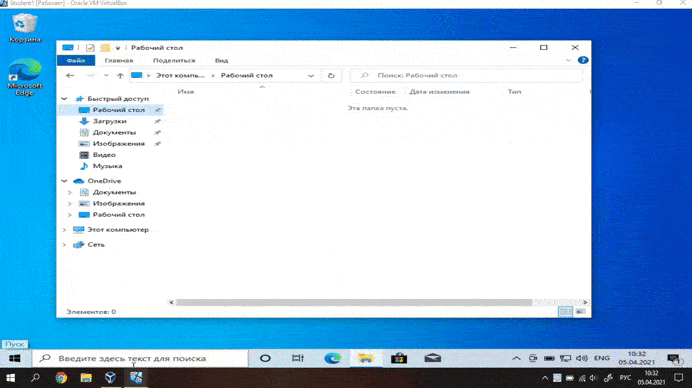 Student1 [Работает] - Oracle VM VirtualBox
Корзина
Microsoft Edge
Рабочий стол
Файл Главная Поделиться Вид
Этот компь... Рабочий стол Поиск: Рабочий стол
Имя Состояние Дата изменения Тип
Эта папка пуста.
Быстрый доступ
Рабочий стол
Загрузки
Документы
Изображения
Видео
Музыка
OneDrive
Документы
Изображения
Рабочий стол
Этот компьютер
Сеть
Элементов: 0
Пуск
Введите здесь текст для поиска
ENG
10:32
05.04.2021
РУС
10:32
05.04.2021